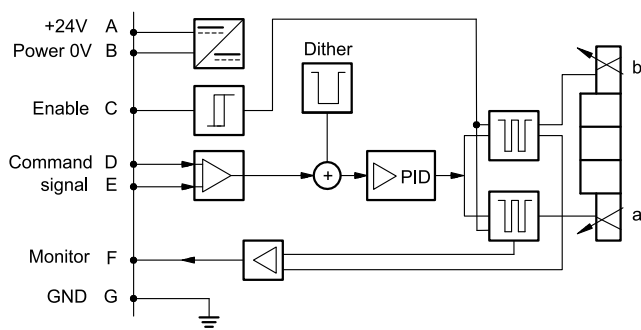 +24V A
Power 0V B
Dither
b
Enable C
Command D
signal E
+
PID
a
Monitor F
GND G